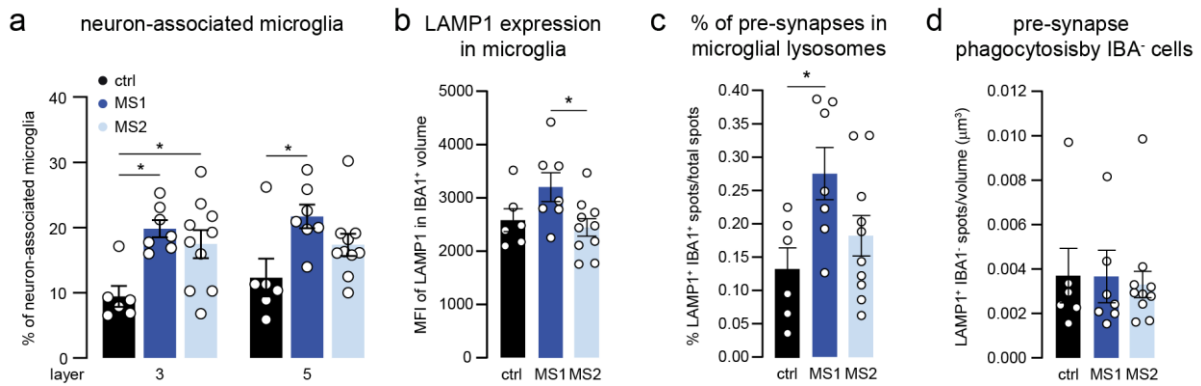 a
neuron-associated microglia
ctrl
MS1
MS2
% of neuron-associated microglia
40
30
20
10
0
*
*
*
layer 3 5
b
LAMP1 expression
in microglia
MFI of LAMP1 in IBA1⁺ volume
5000
4000
3000
2000
1000
0
*
ctrl MS1 MS2
c
% of pre-synapses in
microglial lysosomes
% LAMP1⁺ IBA1⁺ spots/total spots
0.40
0.35
0.30
0.25
0.20
0.15
0.10
0.05
0.00
*
ctrl MS1 MS2
d
pre-synapse
phagocytosisby IBA⁻ cells
LAMP1⁺ IBA1⁻ spots/volume (µm³)
0.012
0.010
0.008
0.006
0.004
0.002
0.000
ctrl MS1 MS2